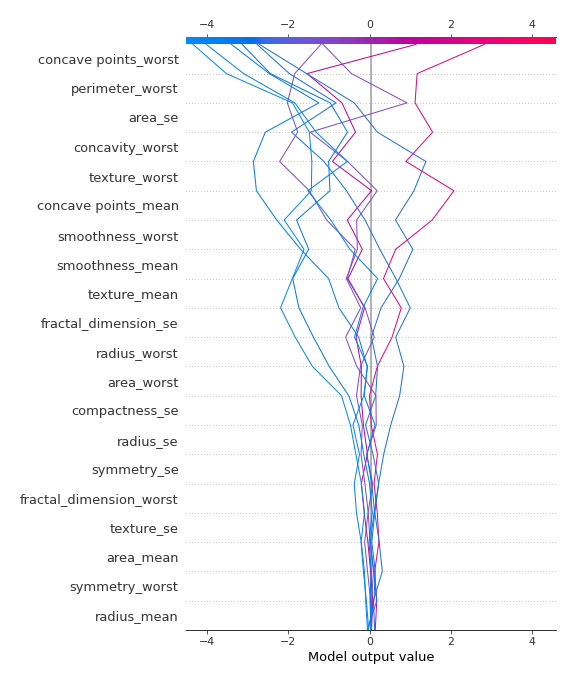 −4 −2 0 2 4
concave points_worst
perimeter_worst
area_se
concavity_worst
texture_worst
concave points_mean
smoothness_worst
smoothness_mean
texture_mean
fractal_dimension_se
radius_worst
area_worst
compactness_se
radius_se
symmetry_se
fractal_dimension_worst
texture_se
area_mean
symmetry_worst
radius_mean
−4 −2 0 2 4
Model output value